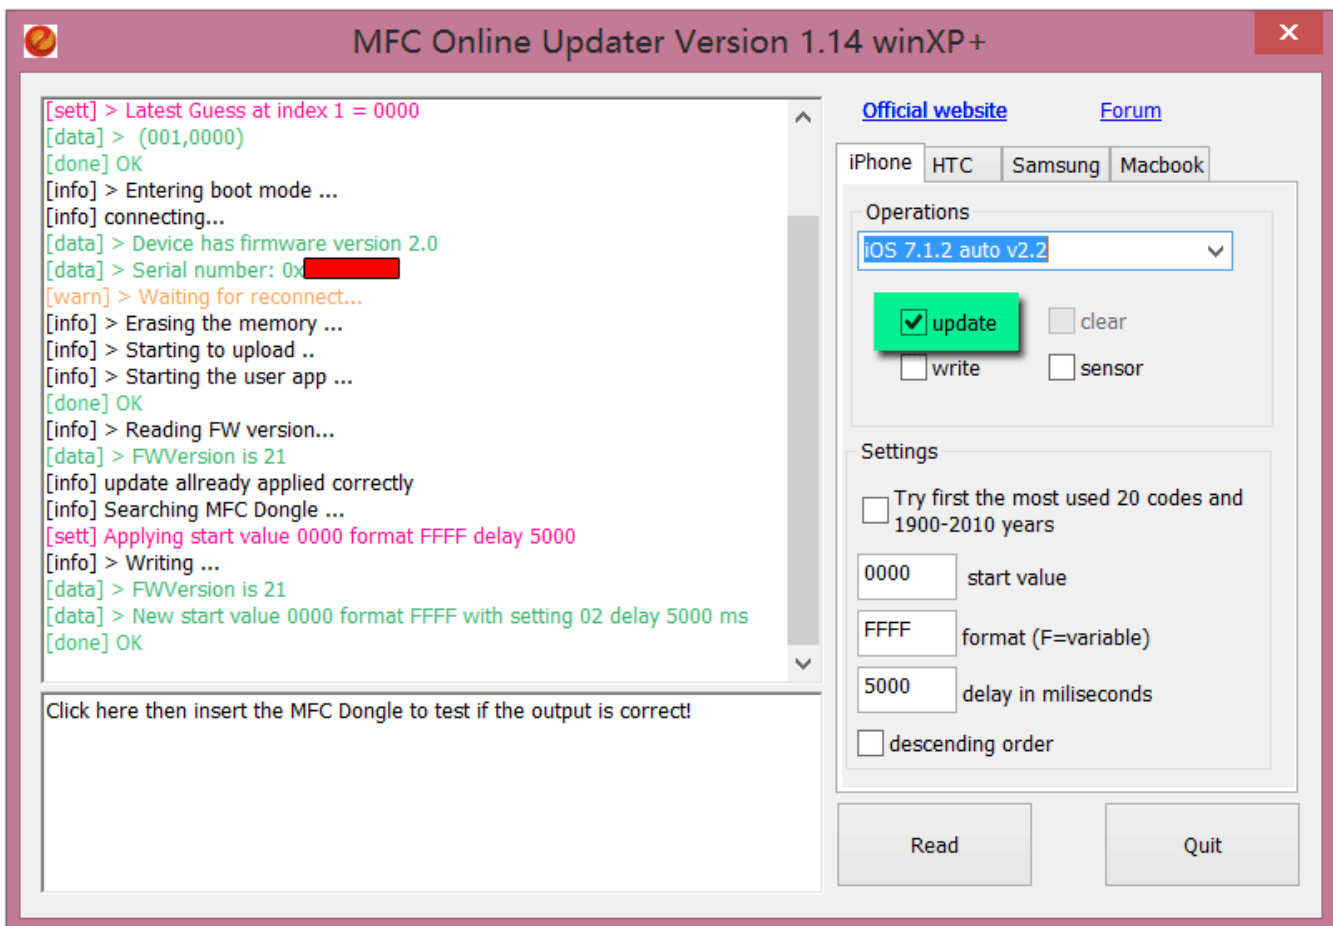 MFC Online Updater Version 1.14 winXP+
[sett] > Latest Guess at index 1 = 0000
[data] > (001,0000)
[done] OK
[info] > Entering boot mode ...
[info] connecting...
[data] > Device has firmware version 2.0
[data] > Serial number: 0x
[warn] > Waiting for reconnect...
[info] > Erasing the memory ...
[info] > Starting to upload ..
[info] > Starting the user app ...
[done] OK
[info] > Reading FW version...
[data] > FWVersion is 21
[info] update allready applied correctly
[info] Searching MFC Dongle ...
[sett] Applying start value 0000 format FFFF delay 5000
[info] > Writing ...
[data] > FWVersion is 21
[data] > New start value 0000 format FFFF with setting 02 delay 5000 ms
[done] OK
Click here then insert the MFC Dongle to test if the output is correct!
Official website Forum
iPhone HTC Samsung Macbook
Operations
iOS 7.1.2 auto v2.2
update clear
write sensor
Settings
Try first the most used 20 codes and
1900-2010 years
0000 start value
FFFF format (F=variable)
5000 delay in miliseconds
descending order
Read Quit